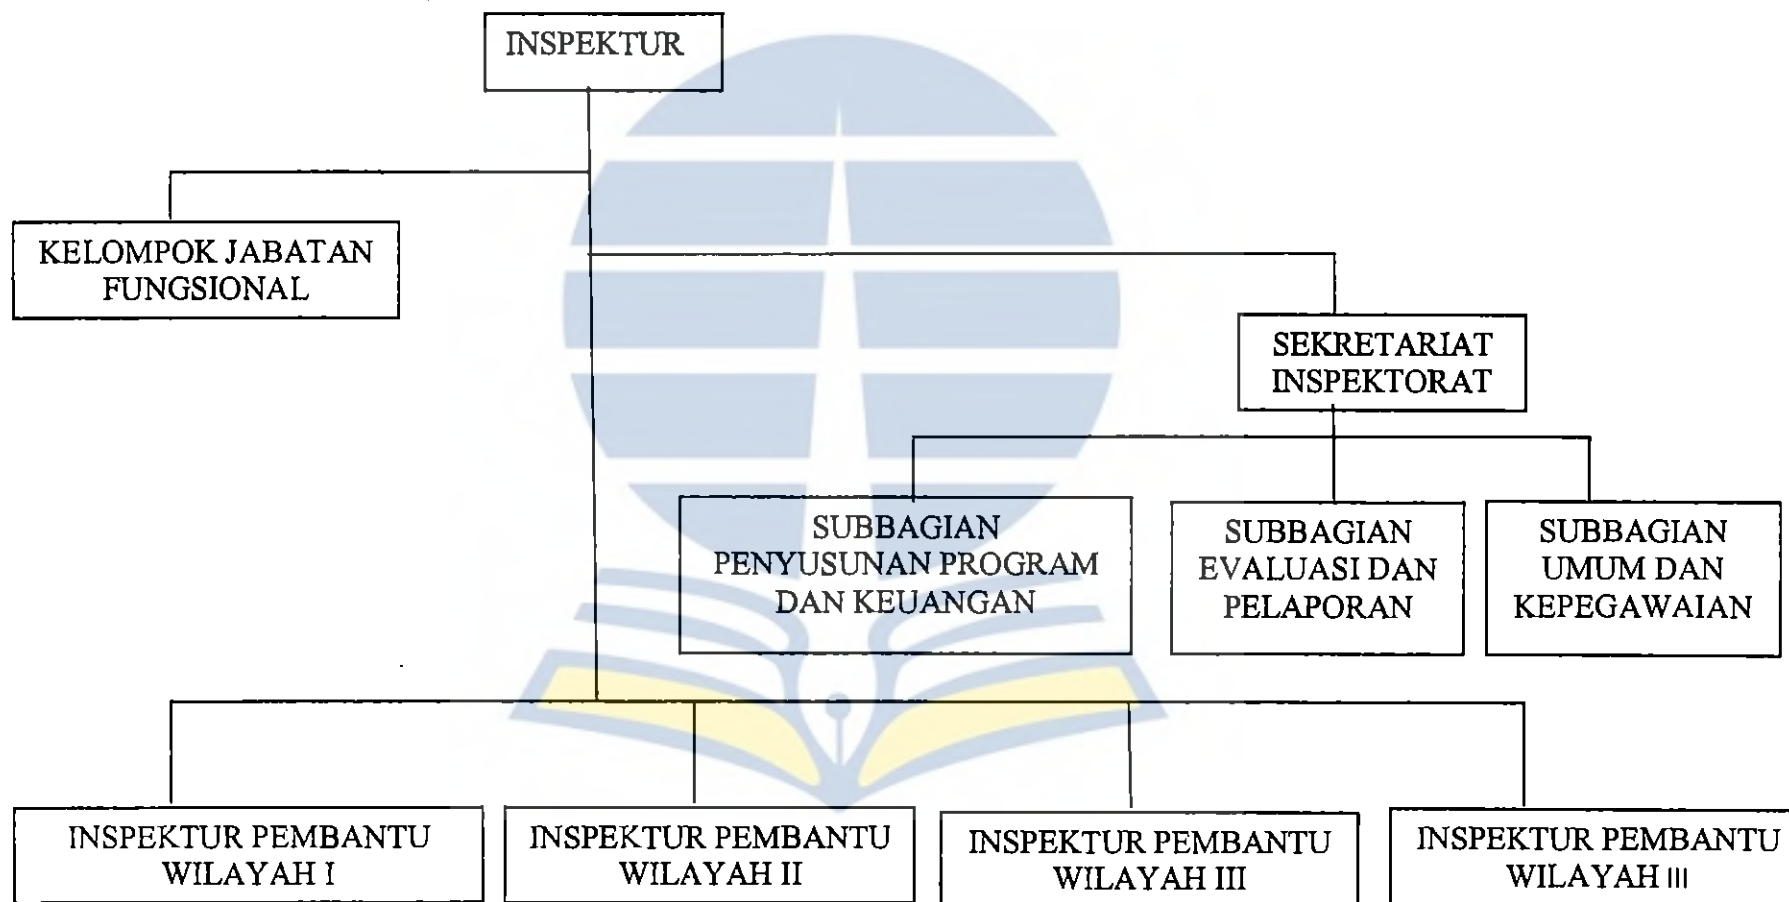 INSPEKTUR
KELOMPOK JABATAN
FUNGSIONAL
SEKRETARIAT
INSPEKTORAT
SUBBAGIAN
PENYUSUNAN PROGRAM
DAN KEUANGAN
SUBBAGIAN
EVALUASI DAN
PELAPORAN
SUBBAGIAN
UMUM DAN
KEPEGAWAIAN
INSPEKTUR PEMBANTU
WILAYAH I
INSPEKTUR PEMBANTU
WILAYAH II
INSPEKTUR PEMBANTU
WILAYAH III
INSPEKTUR PEMBANTU
WILAYAH III